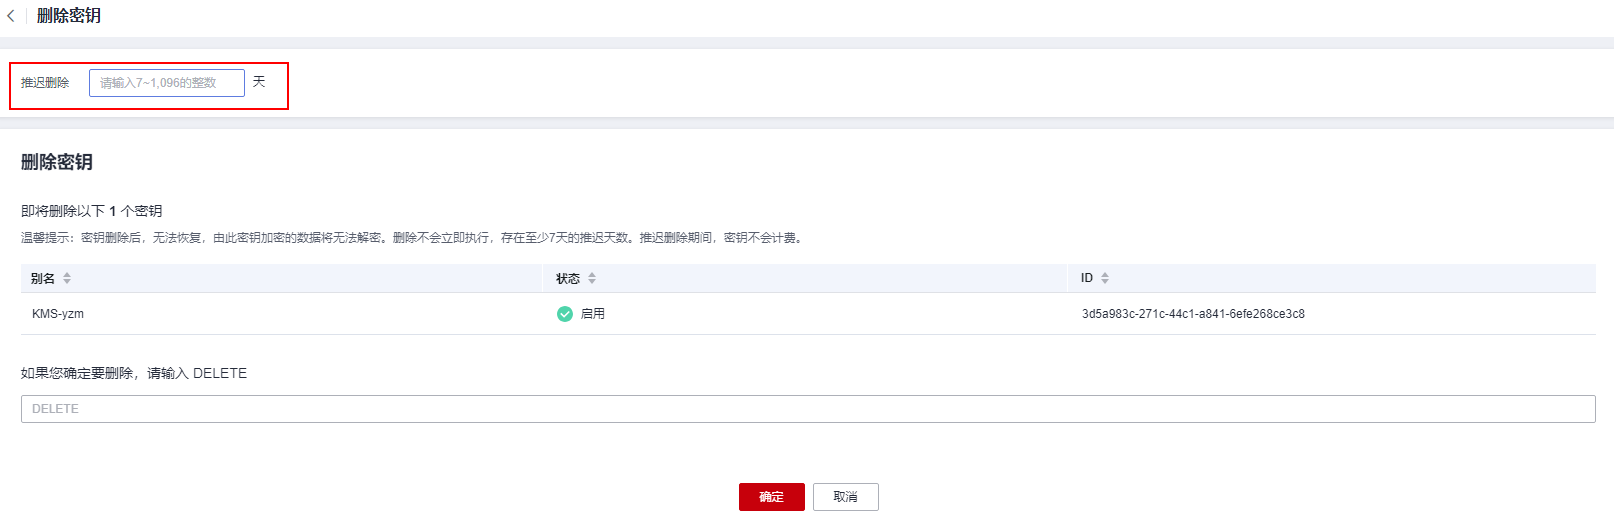 删除密钥
推迟删除 请输入7~1,096的整数 天
删除密钥
即将删除以下 1 个密钥
温馨提示：密钥删除后，无法恢复，由此密钥加密的数据将无法解密。删除不会立即执行，存在至少7天的推迟天数。推迟删除期间，密钥不会计费。
别名 状态 ID
KMS-yzm 启用 3d5a983c-271c-44c1-a841-6efe268ce3c8
如果您确定要删除，请输入 DELETE
DELETE
确定 取消